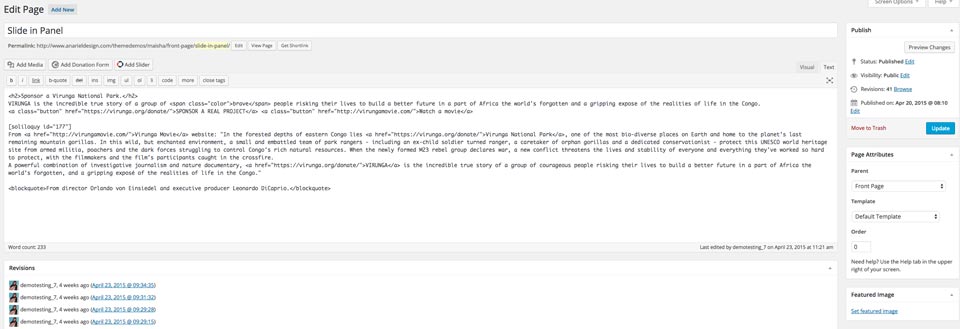 Edit Page Add New
Screen Options ▾ Help ▾
Slide in Panel
Permalink: http://www.anarieldesign.com/themedemos/maisha/front-page/slide-in-panel/ Edit View Page Get Shortlink
Add Media Add Donation Form Add Slider
Visual Text
b i link b-quote del ins img ul ol li code more close tags
<h2>Sponsor a Virunga National Park.</h2>
VIRUNGA is the incredible true story of a group of <span class="color">brave</span> people risking their lives to build a better future in a part of Africa the world's forgotten and a gripping expose of the realities of life in the Congo.
<a class="button" href="https://virunga.org/donate/">SPONSOR A REAL PROJECT</a> <a class="button" href="http://virungamovie.com/">Watch a movie</a>
[soliloquy id="177"]
From <a href="http://virungamovie.com/">Virunga Movie</a> website: "In the forested depths of eastern Congo lies <a href="https://virunga.org/donate/">Virunga National Park</a>, one of the most bio-diverse places on Earth and home to the planet's last
remaining mountain gorillas. In this wild, but enchanted environment, a small and embattled team of park rangers - including an ex-child soldier turned ranger, a caretaker of orphan gorillas and a dedicated conservationist - protect this UNESCO world heritage
site from armed militia, poachers and the dark forces struggling to control Congo's rich natural resources. When the newly formed M23 rebel group declares war, a new conflict threatens the lives and stability of everyone and everything they've worked so hard
to protect, with the filmmakers and the film's participants caught in the crossfire.
A powerful combination of investigative journalism and nature documentary, <a href="https://virunga.org/donate/">VIRUNGA</a> is the incredible true story of a group of courageous people risking their lives to build a better future in a part of Africa the
world's forgotten, and a gripping exposé of the realities of life in the Congo."
<blockquote>From director Orlando von Einsiedel and executive producer Leonardo DiCaprio.</blockquote>
Word count: 233
Last edited by demotesting_7 on April 23, 2015 at 11:21 am
Revisions
demotesting_7, 4 weeks ago (April 23, 2015 @ 09:34:35)
demotesting_7, 4 weeks ago (April 23, 2015 @ 09:31:32)
demotesting_7, 4 weeks ago (April 23, 2015 @ 09:29:28)
demotesting_7, 4 weeks ago (April 23, 2015 @ 09:29:15)
Publish
Preview Changes
Status: Published Edit
Visibility: Public Edit
Revisions: 41 Browse
Published on: Apr 20, 2015 @ 08:10
Edit
Move to Trash
Update
Page Attributes
Parent
Front Page
Template
Default Template
Order
0
Need help? Use the Help tab in the upper
right of your screen.
Featured Image
Set featured image